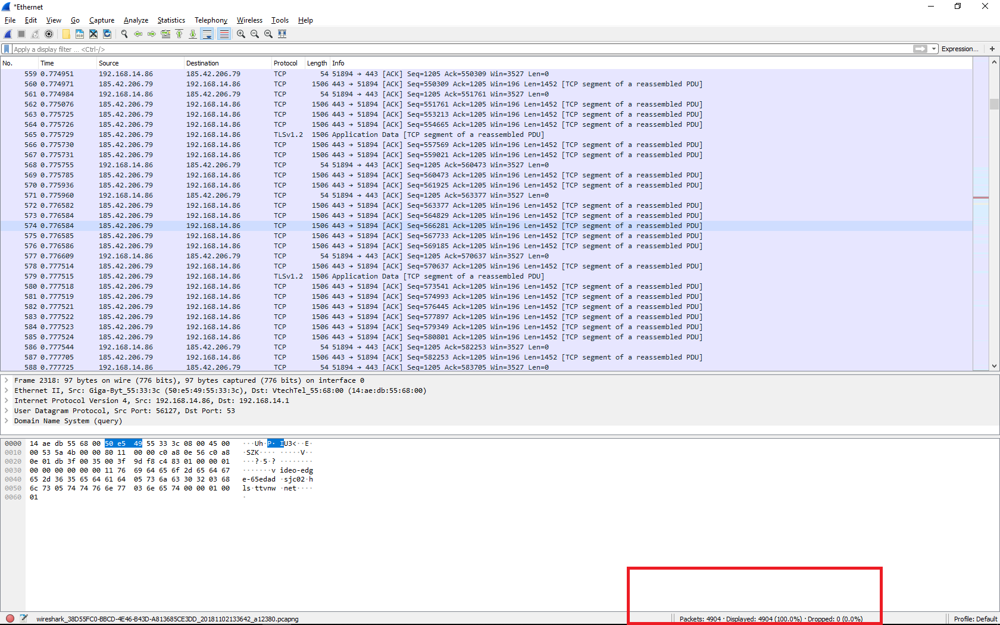 *Ethernet
File Edit View Go Capture Analyze Statistics Telephony Wireless Tools Help
Apply a display filter ... <Ctrl-/> Expression... +
No. Time Source Destination Protocol Length Info
559 0.774951 192.168.14.86 185.42.206.79 TCP 54 51894 → 443 [ACK] Seq=1205 Ack=550309 Win=3527 Len=0
560 0.774971 185.42.206.79 192.168.14.86 TCP 1506 443 → 51894 [ACK] Seq=550309 Ack=1205 Win=196 Len=1452 [TCP segment of a reassembled PDU]
561 0.774984 192.168.14.86 185.42.206.79 TCP 54 51894 → 443 [ACK] Seq=1205 Ack=551761 Win=3527 Len=0
562 0.775076 185.42.206.79 192.168.14.86 TCP 1506 443 → 51894 [ACK] Seq=551761 Ack=1205 Win=196 Len=1452 [TCP segment of a reassembled PDU]
563 0.775725 185.42.206.79 192.168.14.86 TCP 1506 443 → 51894 [ACK] Seq=553213 Ack=1205 Win=196 Len=1452 [TCP segment of a reassembled PDU]
564 0.775726 185.42.206.79 192.168.14.86 TCP 1506 443 → 51894 [ACK] Seq=554665 Ack=1205 Win=196 Len=1452 [TCP segment of a reassembled PDU]
565 0.775729 185.42.206.79 192.168.14.86 TLSv1.2 1506 Application Data [TCP segment of a reassembled PDU]
566 0.775730 185.42.206.79 192.168.14.86 TCP 1506 443 → 51894 [ACK] Seq=557569 Ack=1205 Win=196 Len=1452 [TCP segment of a reassembled PDU]
567 0.775731 185.42.206.79 192.168.14.86 TCP 1506 443 → 51894 [ACK] Seq=559021 Ack=1205 Win=196 Len=1452 [TCP segment of a reassembled PDU]
568 0.775755 192.168.14.86 185.42.206.79 TCP 54 51894 → 443 [ACK] Seq=1205 Ack=560473 Win=3527 Len=0
569 0.775785 185.42.206.79 192.168.14.86 TCP 1506 443 → 51894 [ACK] Seq=560473 Ack=1205 Win=196 Len=1452 [TCP segment of a reassembled PDU]
570 0.775936 185.42.206.79 192.168.14.86 TCP 1506 443 → 51894 [ACK] Seq=561925 Ack=1205 Win=196 Len=1452 [TCP segment of a reassembled PDU]
571 0.775960 192.168.14.86 185.42.206.79 TCP 54 51894 → 443 [ACK] Seq=1205 Ack=563377 Win=3527 Len=0
572 0.776582 185.42.206.79 192.168.14.86 TCP 1506 443 → 51894 [ACK] Seq=563377 Ack=1205 Win=196 Len=1452 [TCP segment of a reassembled PDU]
573 0.776584 185.42.206.79 192.168.14.86 TCP 1506 443 → 51894 [ACK] Seq=564829 Ack=1205 Win=196 Len=1452 [TCP segment of a reassembled PDU]
574 0.776584 185.42.206.79 192.168.14.86 TCP 1506 443 → 51894 [ACK] Seq=566281 Ack=1205 Win=196 Len=1452 [TCP segment of a reassembled PDU]
575 0.776585 185.42.206.79 192.168.14.86 TCP 1506 443 → 51894 [ACK] Seq=567733 Ack=1205 Win=196 Len=1452 [TCP segment of a reassembled PDU]
576 0.776586 185.42.206.79 192.168.14.86 TCP 1506 443 → 51894 [ACK] Seq=569185 Ack=1205 Win=196 Len=1452 [TCP segment of a reassembled PDU]
577 0.776609 192.168.14.86 185.42.206.79 TCP 54 51894 → 443 [ACK] Seq=1205 Ack=570637 Win=3527 Len=0
578 0.777514 185.42.206.79 192.168.14.86 TCP 1506 443 → 51894 [ACK] Seq=570637 Ack=1205 Win=196 Len=1452 [TCP segment of a reassembled PDU]
579 0.777515 185.42.206.79 192.168.14.86 TLSv1.2 1506 Application Data [TCP segment of a reassembled PDU]
580 0.777518 185.42.206.79 192.168.14.86 TCP 1506 443 → 51894 [ACK] Seq=573541 Ack=1205 Win=196 Len=1452 [TCP segment of a reassembled PDU]
581 0.777519 185.42.206.79 192.168.14.86 TCP 1506 443 → 51894 [ACK] Seq=574993 Ack=1205 Win=196 Len=1452 [TCP segment of a reassembled PDU]
582 0.777521 185.42.206.79 192.168.14.86 TCP 1506 443 → 51894 [ACK] Seq=576445 Ack=1205 Win=196 Len=1452 [TCP segment of a reassembled PDU]
583 0.777522 185.42.206.79 192.168.14.86 TCP 1506 443 → 51894 [ACK] Seq=577897 Ack=1205 Win=196 Len=1452 [TCP segment of a reassembled PDU]
584 0.777523 185.42.206.79 192.168.14.86 TCP 1506 443 → 51894 [ACK] Seq=579349 Ack=1205 Win=196 Len=1452 [TCP segment of a reassembled PDU]
585 0.777524 185.42.206.79 192.168.14.86 TCP 1506 443 → 51894 [ACK] Seq=580801 Ack=1205 Win=196 Len=1452 [TCP segment of a reassembled PDU]
586 0.777544 192.168.14.86 185.42.206.79 TCP 54 51894 → 443 [ACK] Seq=1205 Ack=582253 Win=3527 Len=0
587 0.777705 185.42.206.79 192.168.14.86 TCP 1506 443 → 51894 [ACK] Seq=582253 Ack=1205 Win=196 Len=1452 [TCP segment of a reassembled PDU]
588 0.777725 192.168.14.86 185.42.206.79 TCP 54 51894 → 443 [ACK] Seq=1205 Ack=583705 Win=3527 Len=0
Frame 2318: 97 bytes on wire (776 bits), 97 bytes captured (776 bits) on interface 0
Ethernet II, Src: Giga-Byt_55:33:3c (50:e5:49:55:33:3c), Dst: VtechTel_55:68:00 (14:ae:db:55:68:00)
Internet Protocol Version 4, Src: 192.168.14.86, Dst: 192.168.14.1
User Datagram Protocol, Src Port: 56127, Dst Port: 53
Domain Name System (query)
0000 14 ae db 55 68 00 50 e5 49 55 33 3c 08 00 45 00 ···Uh·P· IU3<··E·
0010 00 53 5a 4b 00 00 80 11 00 00 c0 a8 0e 56 c0 a8 ·SZK···· ·····V··
0020 0e 01 db 3f 00 35 00 3f 9d f8 c4 83 01 00 00 01 ···?·5·? ········
0030 00 00 00 00 00 00 11 76 69 64 65 6f 2d 65 64 67 ·······v ideo-edg
0040 65 2d 36 35 65 64 61 64 05 73 6a 63 30 32 03 68 e-65edad ·sjc02·h
0050 6c 73 05 74 74 76 6e 77 03 6e 65 74 00 00 01 00 ls·ttvnw ·net····
0060 01 ·
wireshark_38D55FC0-BBCD-4E46-B43D-A813685CE3DD_20181102133642_a12380.pcapng Packets: 4904 · Displayed: 4904 (100.0%) · Dropped: 0 (0.0%) Profile: Default